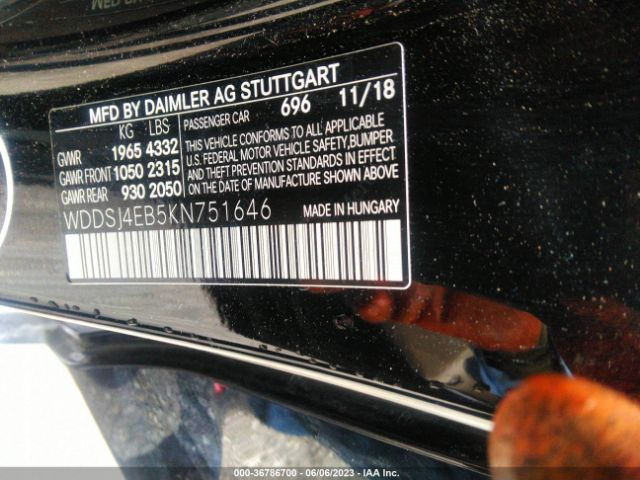 MFD BY DAIMLER AG STUTTGART
KG LBS PASSENGER CAR 696 11/18
GVWR 1965 4332
GAWR FRONT 1050 2315
GAWR REAR 930 2050
THIS VEHICLE CONFORMS TO ALL APPLICABLE
U.S. FEDERAL MOTOR VEHICLE SAFETY,BUMPER
AND THEFT PREVENTION STANDARDS IN EFFECT
ON THE DATE OF MANUFACTURE SHOWN ABOVE
WDDSJ4EB5KN751646 MADE IN HUNGARY
000-36786700 - 06/06/2023 - IAA Inc.